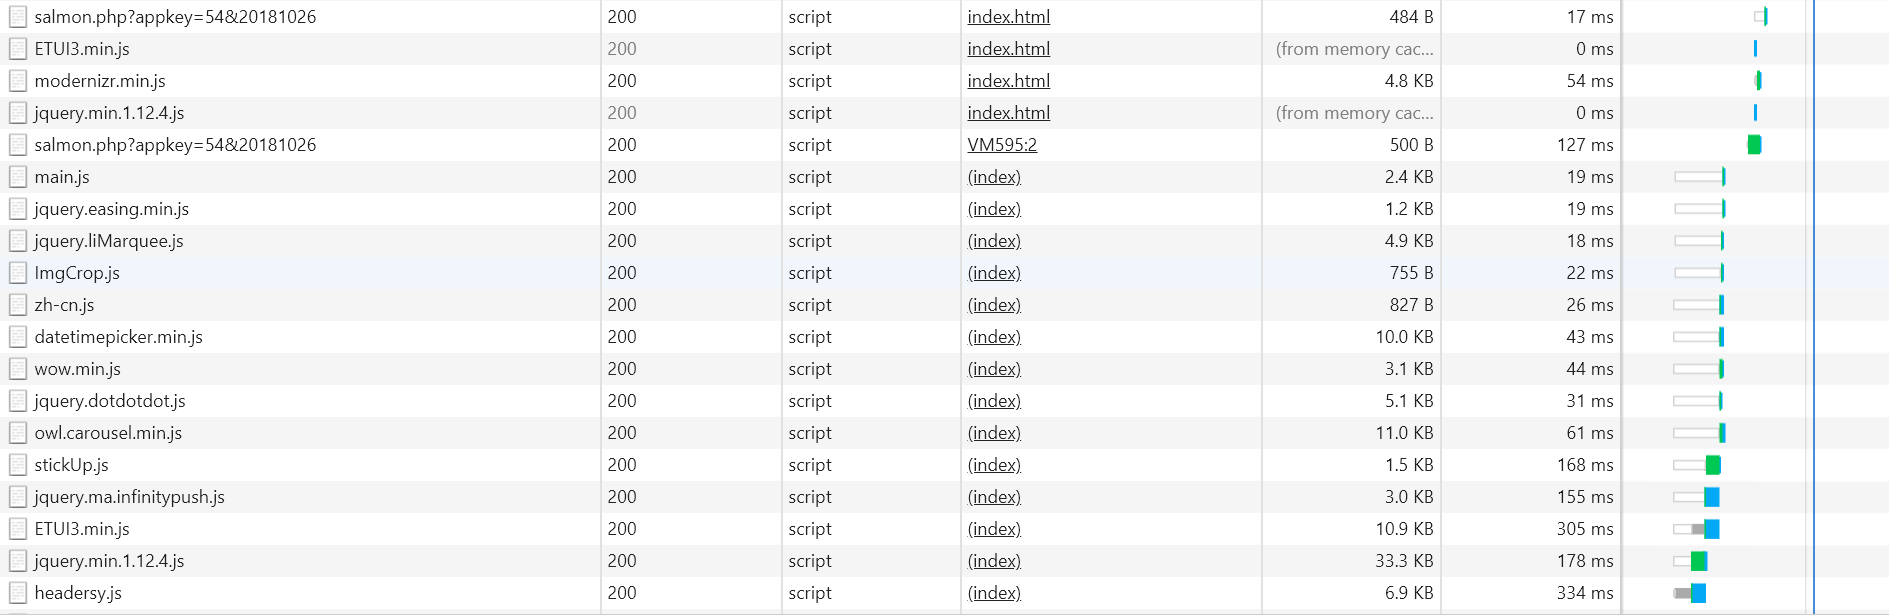 salmon.php?appkey=54&20181026 200 script index.html 484 B 17 ms
ETUI3.min.js 200 script index.html (from memory cac... 0 ms
modernizr.min.js 200 script index.html 4.8 KB 54 ms
jquery.min.1.12.4.js 200 script index.html (from memory cac... 0 ms
salmon.php?appkey=54&20181026 200 script VM595:2 500 B 127 ms
main.js 200 script (index) 2.4 KB 19 ms
jquery.easing.min.js 200 script (index) 1.2 KB 19 ms
jquery.liMarquee.js 200 script (index) 4.9 KB 18 ms
ImgCrop.js 200 script (index) 755 B 22 ms
zh-cn.js 200 script (index) 827 B 26 ms
datetimepicker.min.js 200 script (index) 10.0 KB 43 ms
wow.min.js 200 script (index) 3.1 KB 44 ms
jquery.dotdotdot.js 200 script (index) 5.1 KB 31 ms
owl.carousel.min.js 200 script (index) 11.0 KB 61 ms
stickUp.js 200 script (index) 1.5 KB 168 ms
jquery.ma.infinitypush.js 200 script (index) 3.0 KB 155 ms
ETUI3.min.js 200 script (index) 10.9 KB 305 ms
jquery.min.1.12.4.js 200 script (index) 33.3 KB 178 ms
headersy.js 200 script (index) 6.9 KB 334 ms